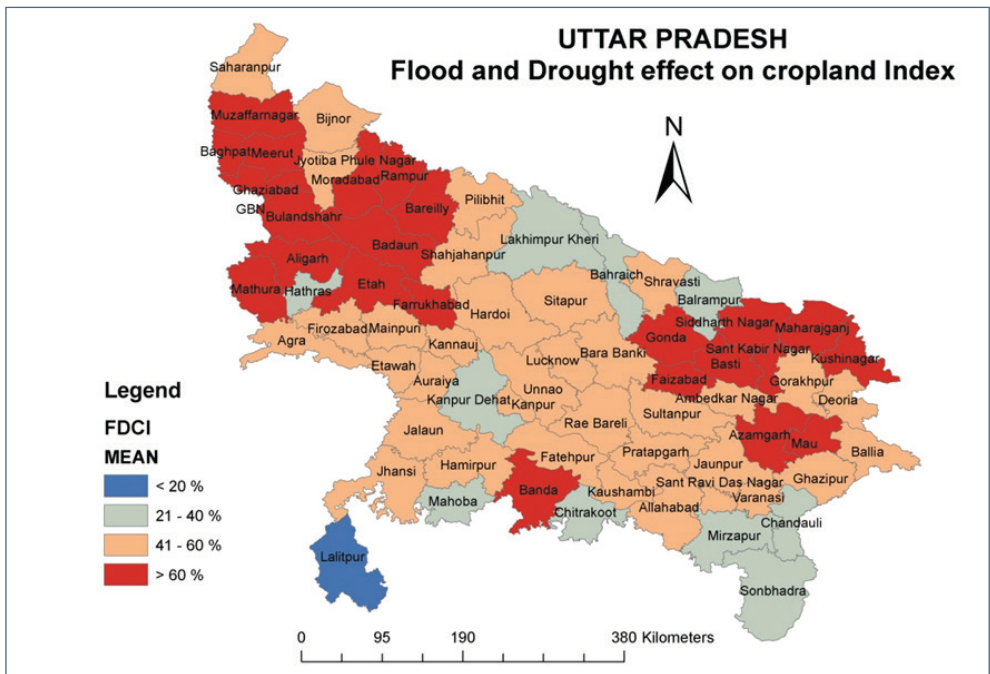 UTTAR PRADESH
Flood and Drought effect on cropland Index
N
Saharanpur
Muzaffarnagar
Bijnor
Baghpat Meerut
Jyotiba Phule Nagar
Moradabad Rampur
Ghaziabad
GBN
Bulandshahr
Bareilly
Pilibhit
Badaun
Shahjahanpur
Lakhimpur Kheri
Aligarh
Mathura
Hathras
Etah
Farrukhabad
Hardoi
Sitapur
Bahraich
Shravasti
Balrampur
Siddharth Nagar
Maharajganj
Gonda
Sant Kabir Nagar
Kushinagar
Basti
Faizabad
Gorakhpur
Agra
Firozabad
Mainpuri
Kannauj
Etawah
Lucknow
Bara Banki
Auraiya
Kanpur Dehat
Unnao
Kanpur
Ambedkar Nagar
Deoria
Sultanpur
Rae Bareli
Azamgarh
Mau
Ballia
Jalaun
Fatehpur
Pratapgarh
Jaunpur
Ghazipur
Jhansi
Hamirpur
Banda
Kaushambi
Sant Ravi Das Nagar
Varanasi
Mahoba
Chitrakoot
Allahabad
Chandauli
Mirzapur
Lalitpur
Sonbhadra
Legend
FDCI
MEAN
< 20 %
21 - 40 %
41 - 60 %
> 60 %
0 95 190 380 Kilometers